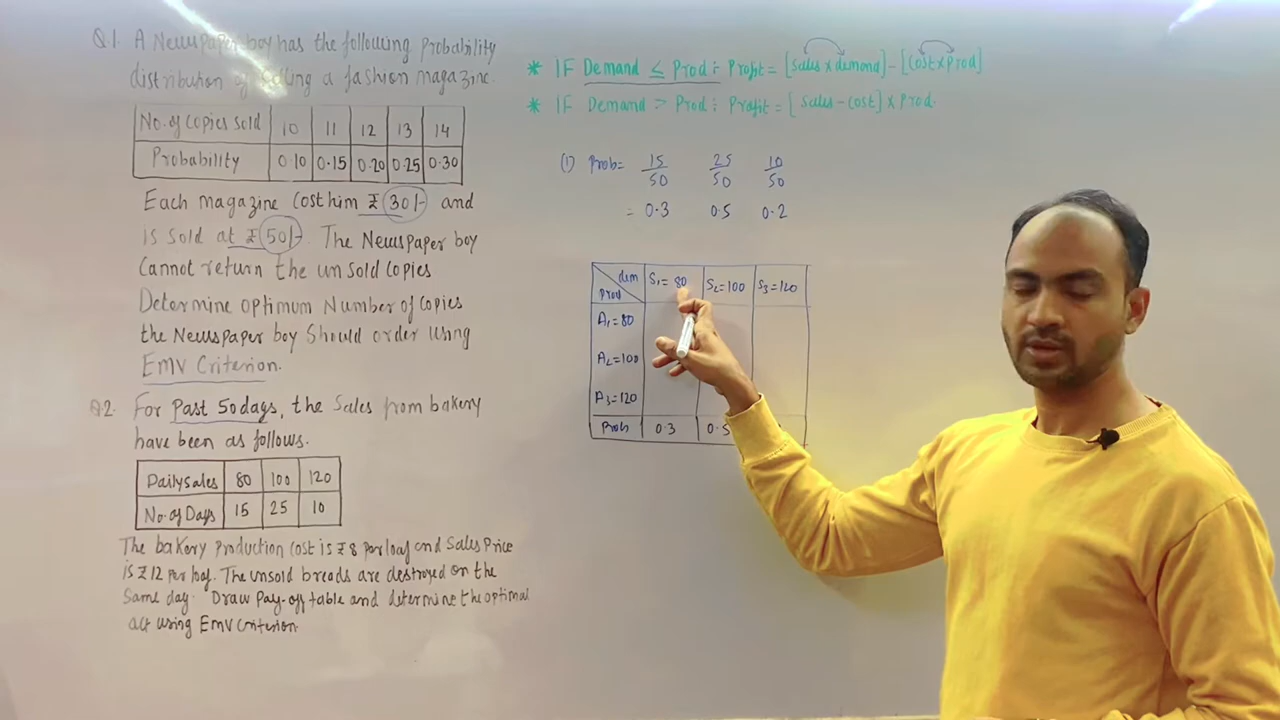 Q1. A Newspaper boy has the following Probability
distribution of selling a fashion magazine.
No. of Copies sold 10 11 12 13 14
Probability 0.10 0.15 0.20 0.25 0.30
Each magazine Cost him ₹ 30/- and
is Sold at ₹ 50/-. The Newspaper boy
Cannot return the unsold Copies
Determine optimum Number of Copies
the Newspaper boy Should order using
EMV Criterion.
Q2. For Past 50 days, the Sales from bakery
have been as follows.
Daily sales 80 100 120
No. of Days 15 25 10
The bakery Production Cost is ₹ 8 Per loaf and Sales Price
is ₹ 12 Per loaf. The unsold breads are destroyed on the
Same day. Draw Pay-off table and determine the optimal
act using EMV Criterion.
* IF Demand ≤ Prod : Profit = [Sales × demand] - [Cost × Prod]
* IF Demand > Prod : Profit = [Sales - Cost] × Prod.
(1) Prob = 15/50 25/50 10/50
= 0.3 0.5 0.2
dem S₁ = 80 S₂ = 100 S₃ = 120
Prod
A₁ = 80
A₂ = 100
A₃ = 120
Prob 0.3 0.5